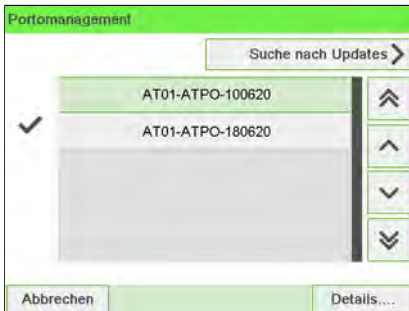 Portomanagement
Suche nach Updates
AT01-ATPO-100620
AT01-ATPO-180620
Abbrechen
Details....